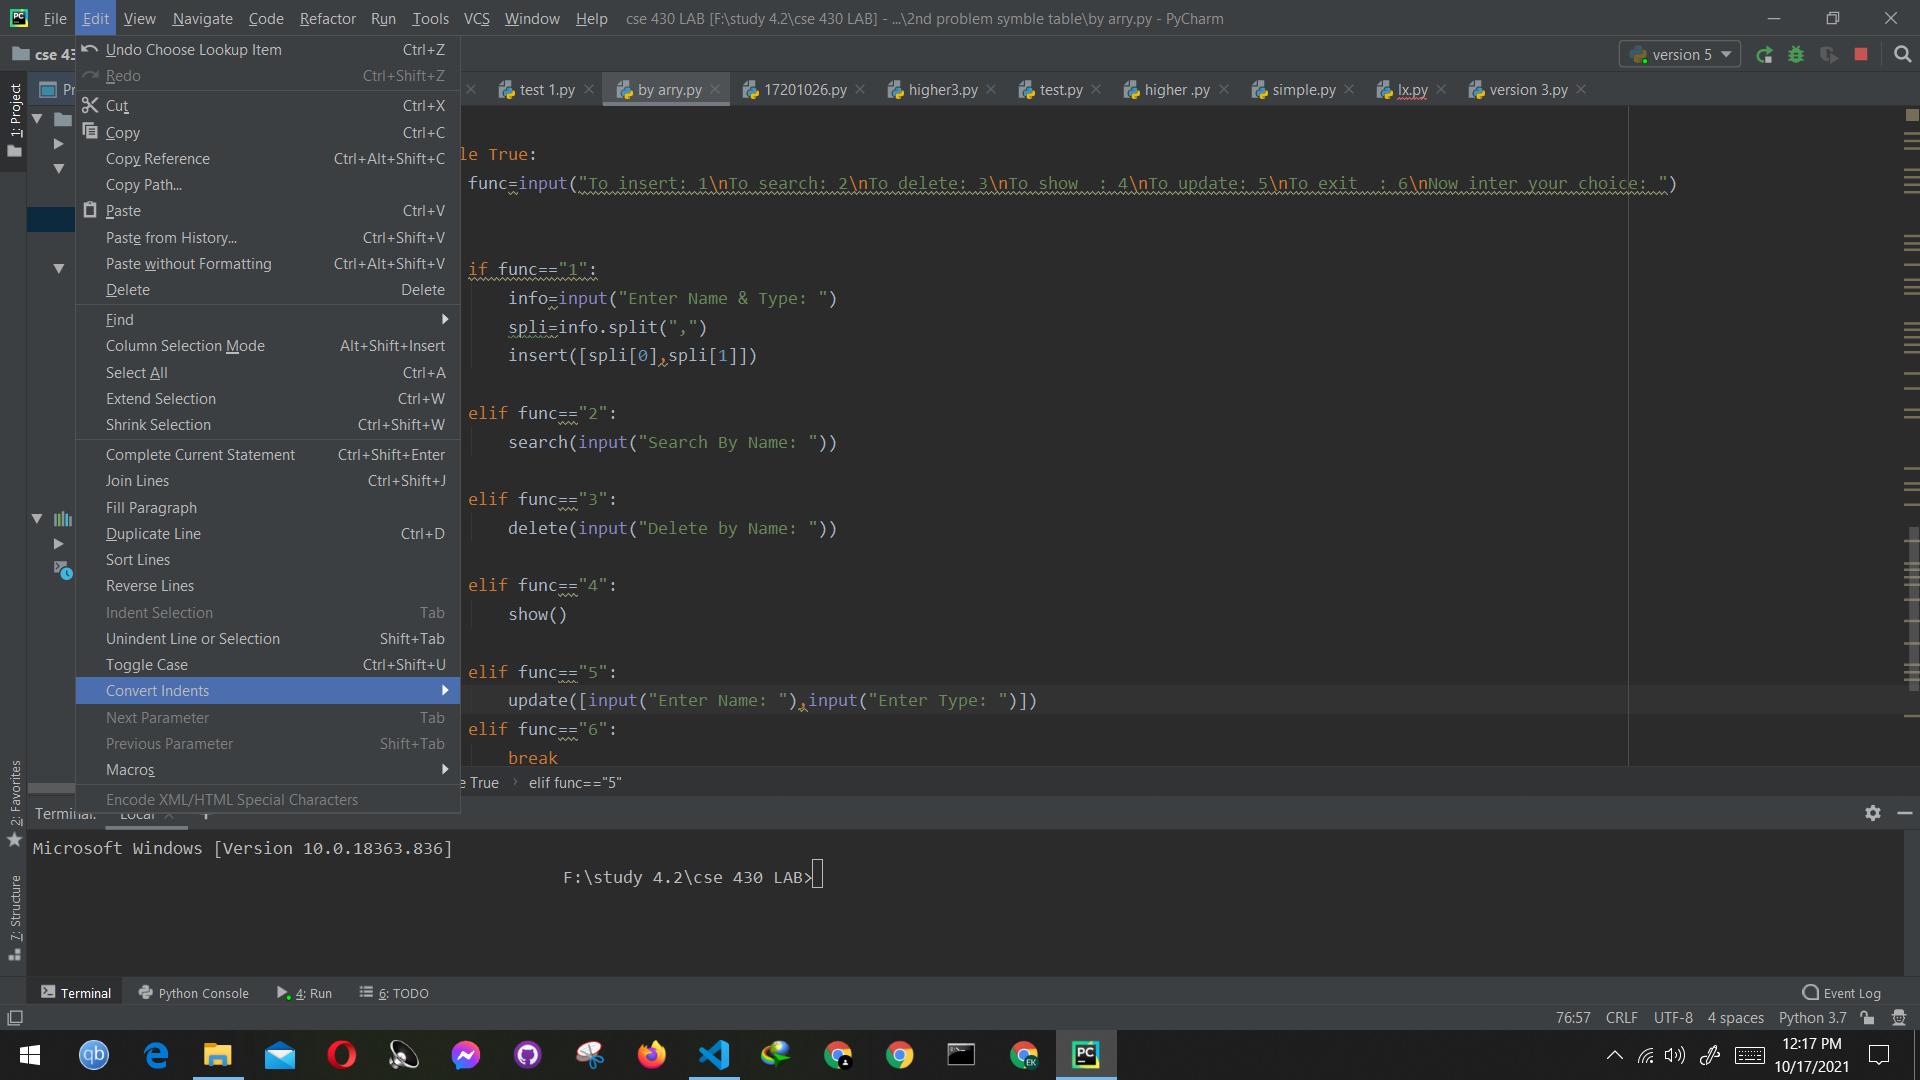 File Edit View Navigate Code Refactor Run Tools VCS Window Help cse 430 LAB [F:\study 4.2\cse 430 LAB] - ...\2nd problem symble table\by arry.py - PyCharm
cse 43
version 5
Pr
test 1.py
by arry.py
17201026.py
higher3.py
test.py
higher .py
simple.py
lx.py
version 3.py
1: Project
Undo Choose Lookup Item Ctrl+Z
Redo Ctrl+Shift+Z
Cut Ctrl+X
Copy Ctrl+C
Copy Reference Ctrl+Alt+Shift+C
Copy Path...
Paste Ctrl+V
Paste from History... Ctrl+Shift+V
Paste without Formatting Ctrl+Alt+Shift+V
Delete Delete
Find
Column Selection Mode Alt+Shift+Insert
Select All Ctrl+A
Extend Selection Ctrl+W
Shrink Selection Ctrl+Shift+W
Complete Current Statement Ctrl+Shift+Enter
Join Lines Ctrl+Shift+J
Fill Paragraph
Duplicate Line Ctrl+D
Sort Lines
Reverse Lines
Indent Selection Tab
Unindent Line or Selection Shift+Tab
Toggle Case Ctrl+Shift+U
Convert Indents
Next Parameter Tab
Previous Parameter Shift+Tab
Macros
Encode XML/HTML Special Characters
le True:
func=input("To insert: 1\nTo search: 2\nTo delete: 3\nTo show  : 4\nTo update: 5\nTo exit  : 6\nNow inter your choice: ")
if func=="1":
info=input("Enter Name & Type: ")
spli=info.split(",")
insert([spli[0],spli[1]])
elif func=="2":
search(input("Search By Name: "))
elif func=="3":
delete(input("Delete by Name: "))
elif func=="4":
show()
elif func=="5":
update([input("Enter Name: "),input("Enter Type: ")])
elif func=="6":
break
e True › elif func=="5"
2: Favorites
7: Structure
Terminal: Local
Microsoft Windows [Version 10.0.18363.836]
F:\study 4.2\cse 430 LAB>
Terminal Python Console 4: Run 6: TODO Event Log
76:57 CRLF UTF-8 4 spaces Python 3.7
qb
EK
PC
12:17 PM
10/17/2021